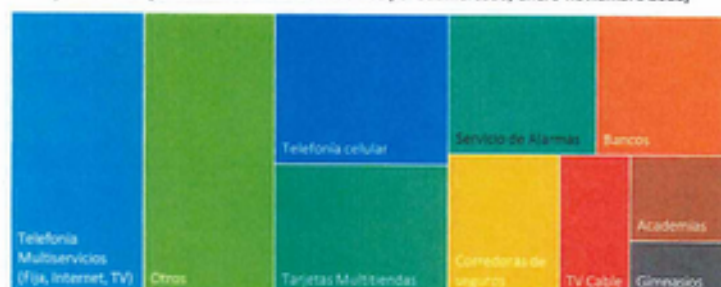 Telefonía
Multiservicios
(Fija, Internet, TV)
Otros
Telefonía celular
Tarjetas Multitiendas
Servicio de Alarmas
Bancos
Corredoras de
seguros
TV Cable
Academias
Gimnasios